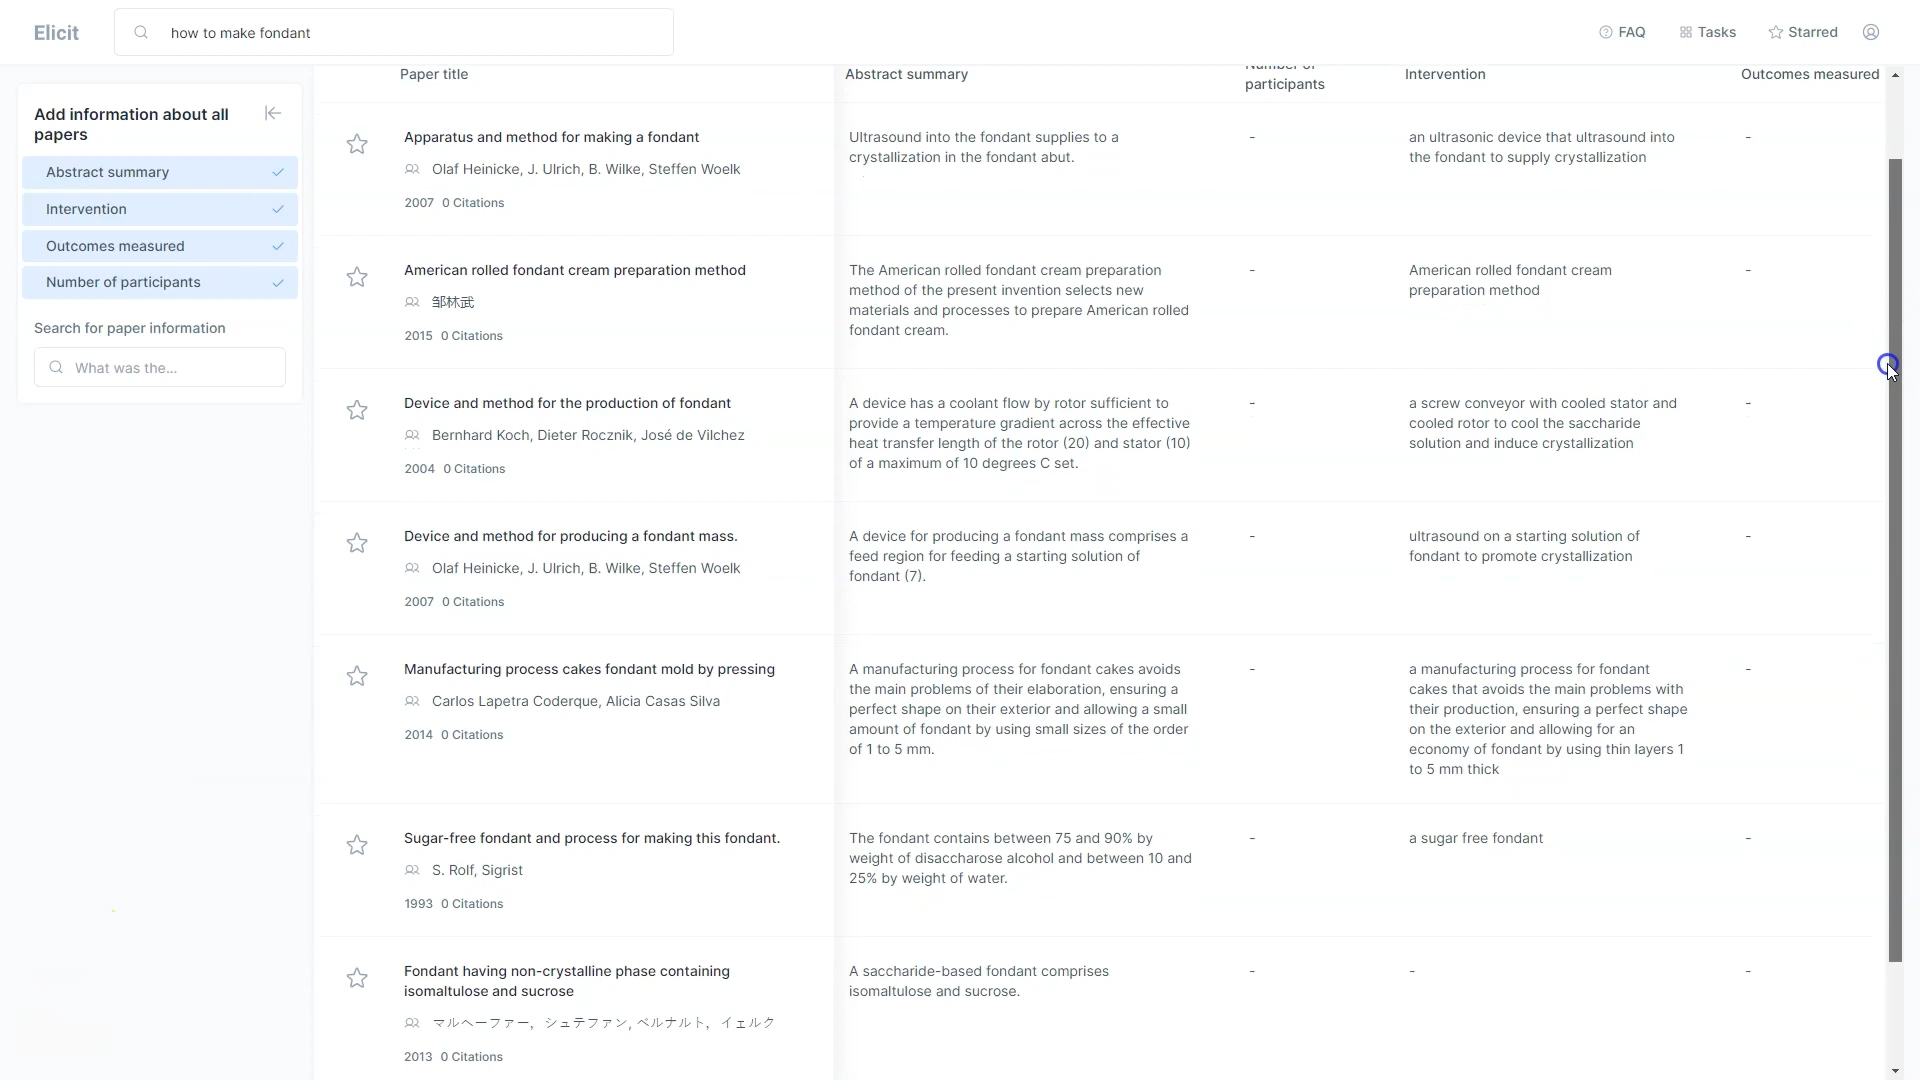 Elicit
how to make fondant
FAQ
Tasks
Starred
Add information about all
papers
Abstract summary
Intervention
Outcomes measured
Number of participants
Search for paper information
What was the...
Paper title
Abstract summary
Number of
participants
Intervention
Outcomes measured
Apparatus and method for making a fondant
Olaf Heinicke, J. Ulrich, B. Wilke, Steffen Woelk
2007 0 Citations
Ultrasound into the fondant supplies to a
crystallization in the fondant abut.
-
an ultrasonic device that ultrasound into
the fondant to supply crystallization
-
American rolled fondant cream preparation method
邹林武
2015 0 Citations
The American rolled fondant cream preparation
method of the present invention selects new
materials and processes to prepare American rolled
fondant cream.
-
American rolled fondant cream
preparation method
-
Device and method for the production of fondant
Bernhard Koch, Dieter Rocznik, José de Vilchez
2004 0 Citations
A device has a coolant flow by rotor sufficient to
provide a temperature gradient across the effective
heat transfer length of the rotor (20) and stator (10)
of a maximum of 10 degrees C set.
-
a screw conveyor with cooled stator and
cooled rotor to cool the saccharide
solution and induce crystallization
-
Device and method for producing a fondant mass.
Olaf Heinicke, J. Ulrich, B. Wilke, Steffen Woelk
2007 0 Citations
A device for producing a fondant mass comprises a
feed region for feeding a starting solution of
fondant (7).
-
ultrasound on a starting solution of
fondant to promote crystallization
-
Manufacturing process cakes fondant mold by pressing
Carlos Lapetra Coderque, Alicia Casas Silva
2014 0 Citations
A manufacturing process for fondant cakes avoids
the main problems of their elaboration, ensuring a
perfect shape on their exterior and allowing a small
amount of fondant by using small sizes of the order
of 1 to 5 mm.
-
a manufacturing process for fondant
cakes that avoids the main problems with
their production, ensuring a perfect shape
on the exterior and allowing for an
economy of fondant by using thin layers 1
to 5 mm thick
-
Sugar-free fondant and process for making this fondant.
S. Rolf, Sigrist
1993 0 Citations
The fondant contains between 75 and 90% by
weight of disaccharose alcohol and between 10 and
25% by weight of water.
-
a sugar free fondant
-
Fondant having non-crystalline phase containing
isomaltulose and sucrose
マルヘーファー，シュテファン, ベルナルト，イェルク
2013 0 Citations
A saccharide-based fondant comprises
isomaltulose and sucrose.
-
-
-